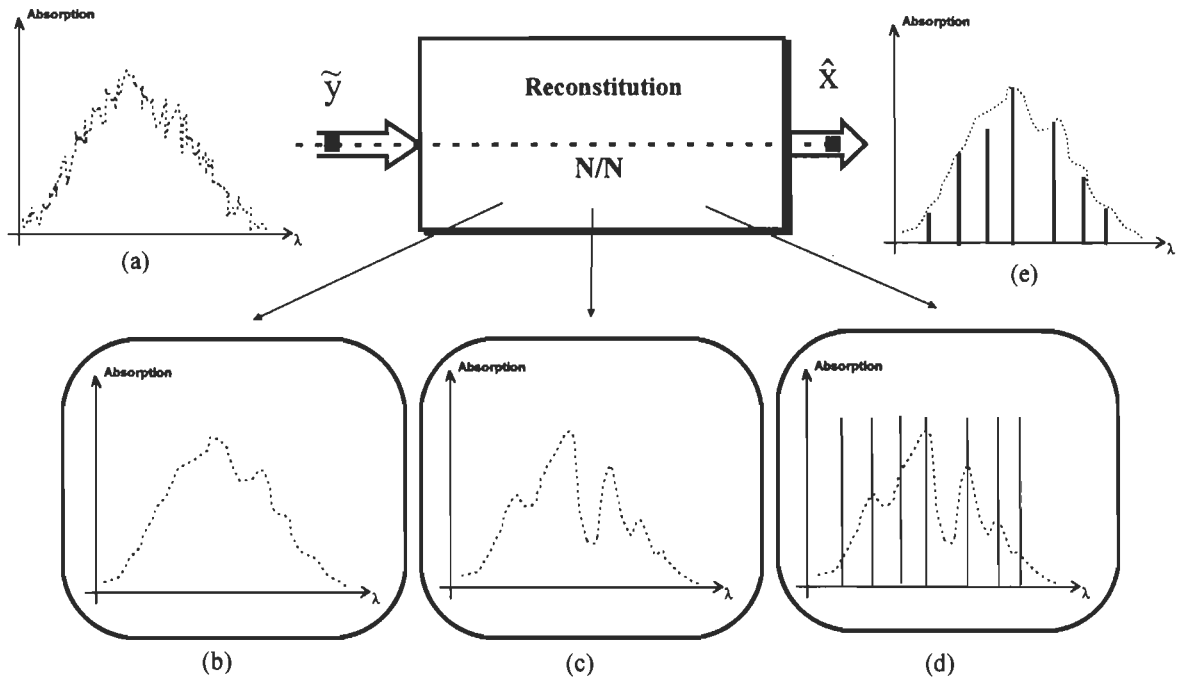 Absorption
λ
(a)
ỹ
Reconstitution
N/N
x̂
Absorption
λ
(e)
Absorption
λ
(b)
Absorption
λ
(c)
Absorption
λ
(d)